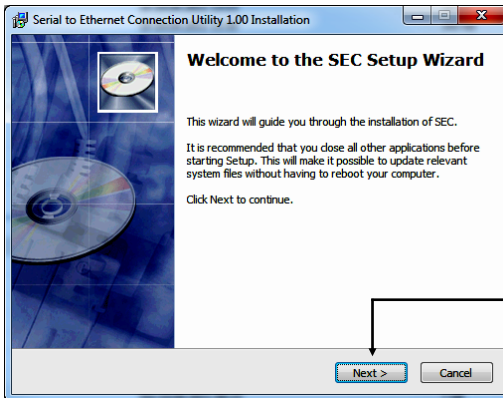 Serial to Ethernet Connection Utility 1.00 Installation
Welcome to the SEC Setup Wizard
This wizard will guide you through the installation of SEC.
It is recommended that you close all other applications before
starting Setup. This will make it possible to update relevant
system files without having to reboot your computer.
Click Next to continue.
Next >
Cancel